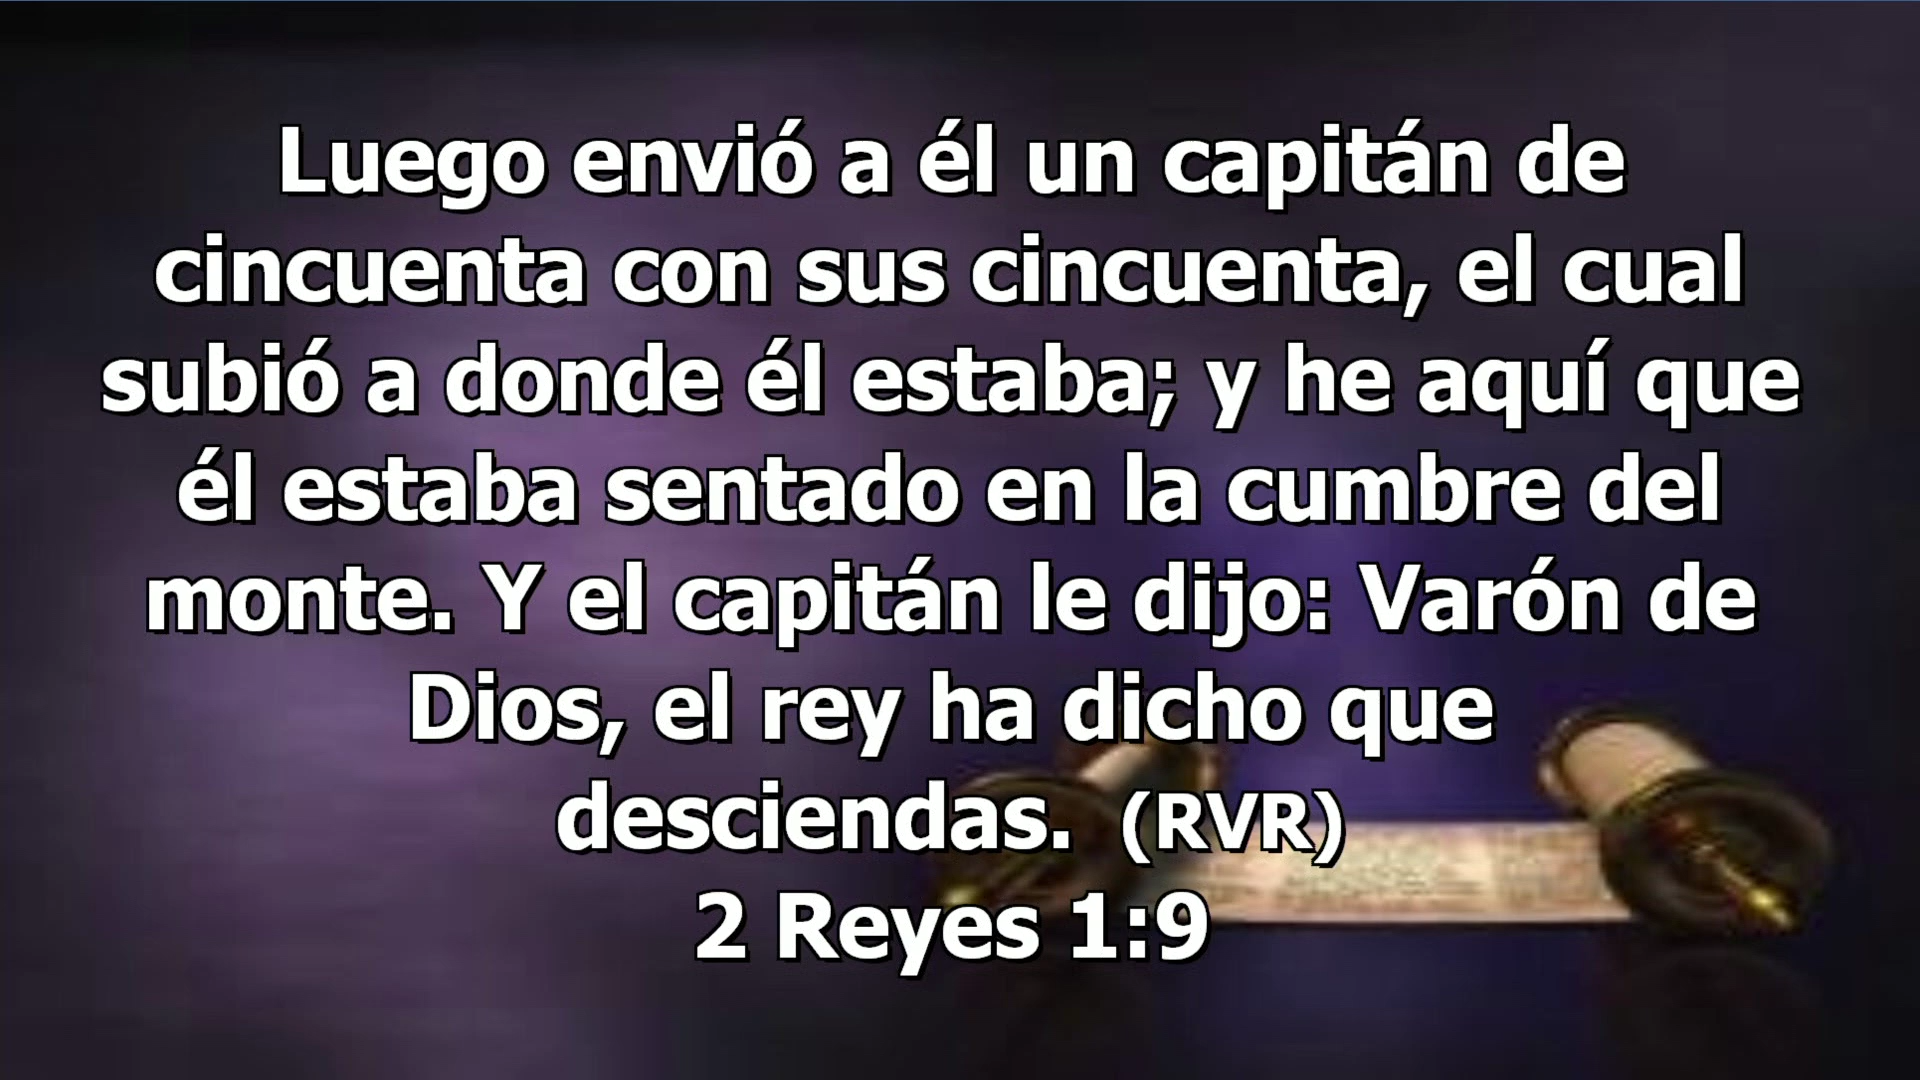 Luego envió a él un capitán de
cincuenta con sus cincuenta, el cual
subió a donde él estaba; y he aquí que
él estaba sentado en la cumbre del
monte. Y el capitán le dijo: Varón de
Dios, el rey ha dicho que
desciendas. (RVR)
2 Reyes 1:9